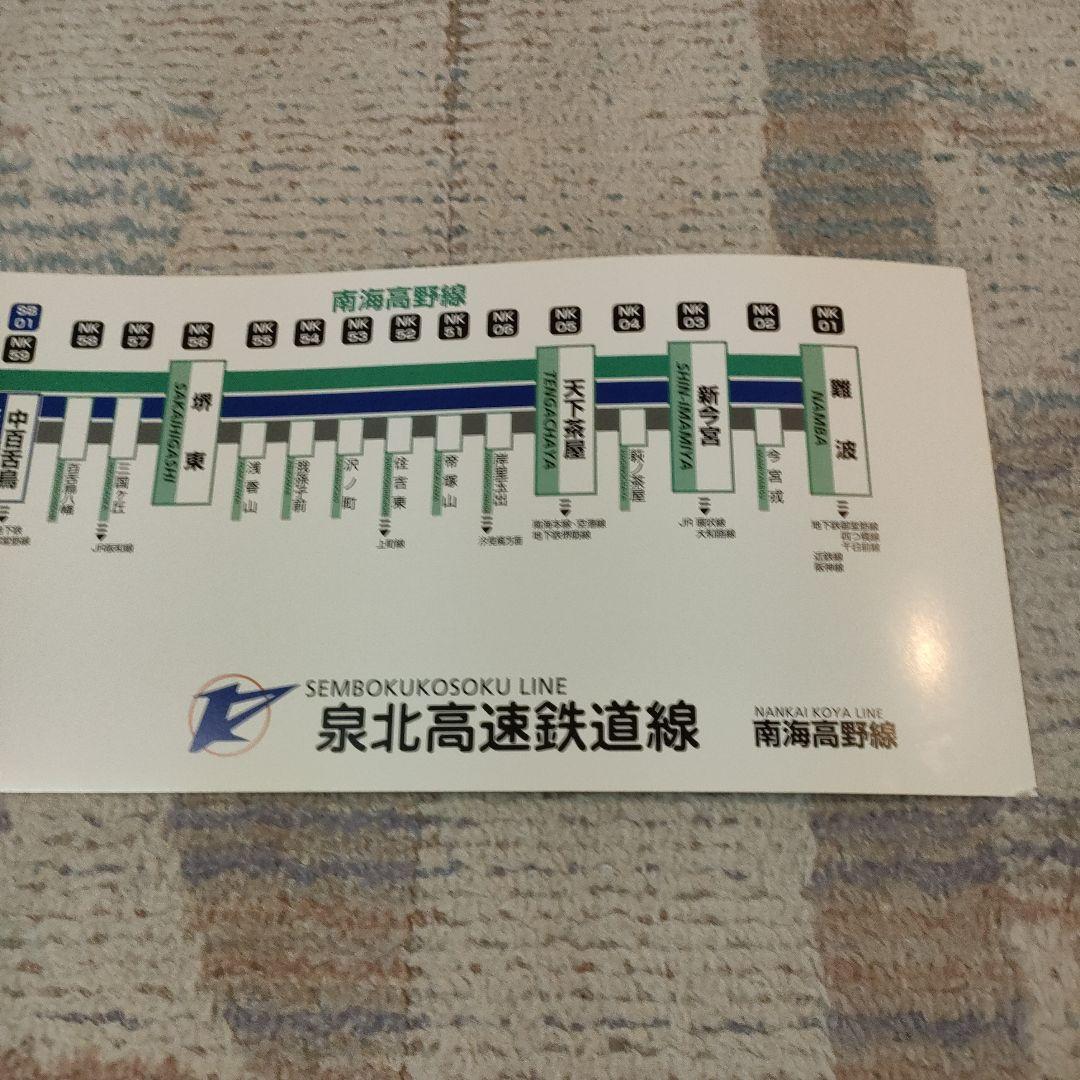 南海高野線
SB 01
NK 59
NK 58
NK 57
NK 56
NK 55
NK 54
NK 53
NK 52
NK 51
NK 06
NK 05
NK 04
NK 03
NK 02
NK 01
中百舌鳥
百舌鳥八幡
三国ヶ丘
堺東
SAKAIHIGASHI
浅香山
我孫子前
沢ノ町
住吉東
帝塚山
岸里玉出
天下茶屋
TENGACHAYA
萩ノ茶屋
新今宮
SHIN-IMAMIYA
今宮戎
難波
NAMBA
JR阪和線
上町線
汐見橋方面
南海本線・空港線
地下鉄堺筋線
JR 環状線
大和路線
地下鉄御堂筋線
四つ橋線
千日前線
近鉄線
阪神線
SEMBOKUKOSOKU LINE
泉北高速鉄道線
NANKAI KOYA LINE
南海高野線